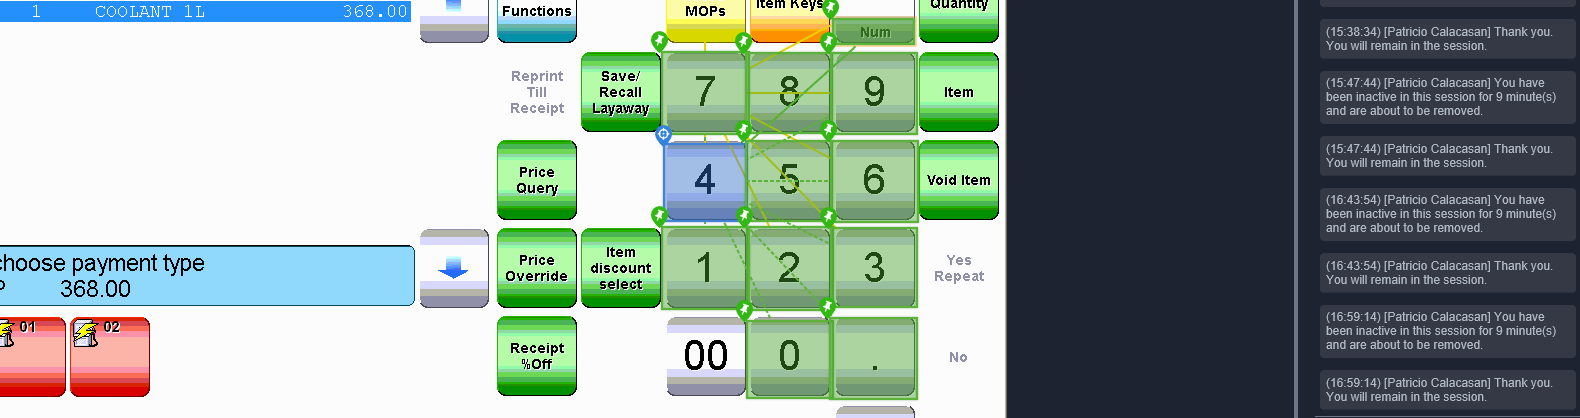 1 COOLANT 1L 368.00
Functions
MOPs
Item Keys
Quantity
Num
Reprint
Till
Receipt
Save/
Recall
Layaway
7
8
9
Item
Price
Query
4
5
6
Void Item
choose payment type
368.00
Price
Override
Item
discount
select
1
2
3
Yes
Repeat
01
02
Receipt
%Off
00
0
.
No
(15:38:34) [Patricio Calacasan] Thank you.
You will remain in the session.
(15:47:44) [Patricio Calacasan] You have
been inactive in this session for 9 minute(s)
and are about to be removed.
(15:47:44) [Patricio Calacasan] Thank you.
You will remain in the session.
(16:43:54) [Patricio Calacasan] You have
been inactive in this session for 9 minute(s)
and are about to be removed.
(16:43:54) [Patricio Calacasan] Thank you.
You will remain in the session.
(16:59:14) [Patricio Calacasan] You have
been inactive in this session for 9 minute(s)
and are about to be removed.
(16:59:14) [Patricio Calacasan] Thank you.
You will remain in the session.